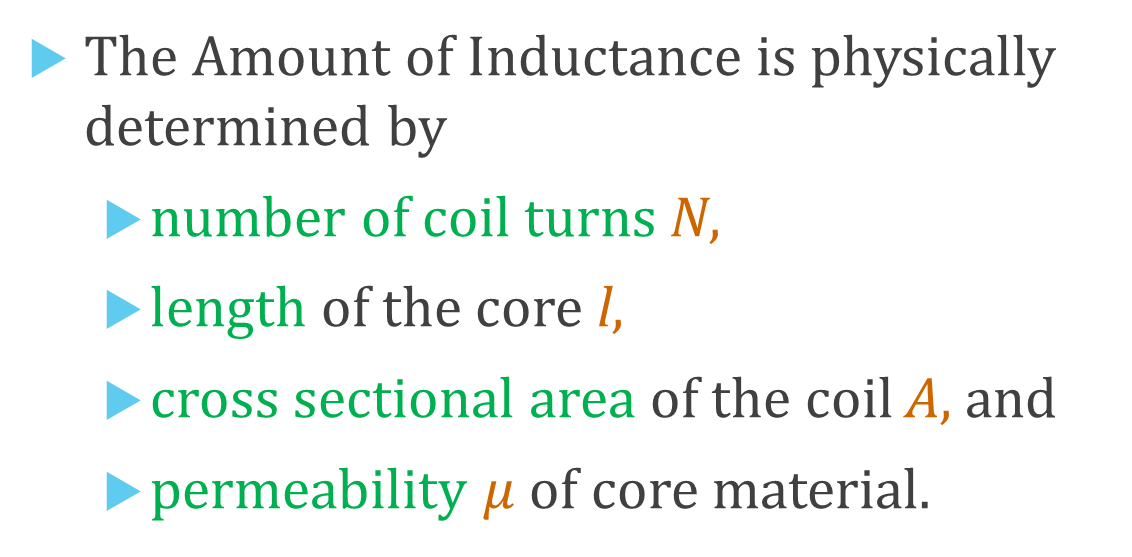 The Amount of Inductance is physically
determined by
number of coil turns N,
length of the core l,
cross sectional area of the coil A, and
permeability μ of core material.